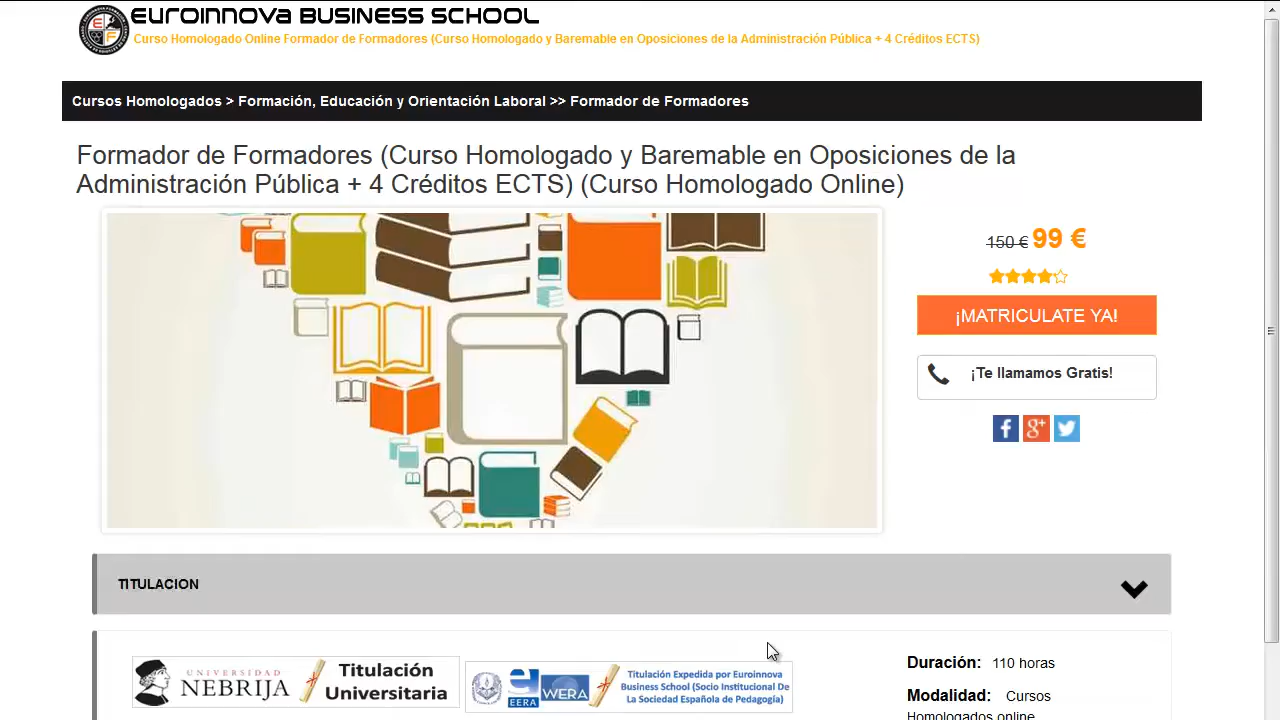 Euroinnova BUSINESS SCHOOL
Curso Homologado Online Formador de Formadores (Curso Homologado y Baremable en Oposiciones de la Administración Pública + 4 Créditos ECTS)
Cursos Homologados > Formación, Educación y Orientación Laboral >> Formador de Formadores
Formador de Formadores (Curso Homologado y Baremable en Oposiciones de la
Administración Pública + 4 Créditos ECTS) (Curso Homologado Online)
150 € 99 €
¡MATRICULATE YA!
¡Te llamamos Gratis!
TITULACION
UNIVERSIDAD
NEBRIJA
Titulación
Universitaria
EERA
WERA
Titulación Expedida por Euroinnova
Business School (Socio Institucional De
La Sociedad Española de Pedagogía)
Duración: 110 horas
Modalidad: Cursos
Homologados online